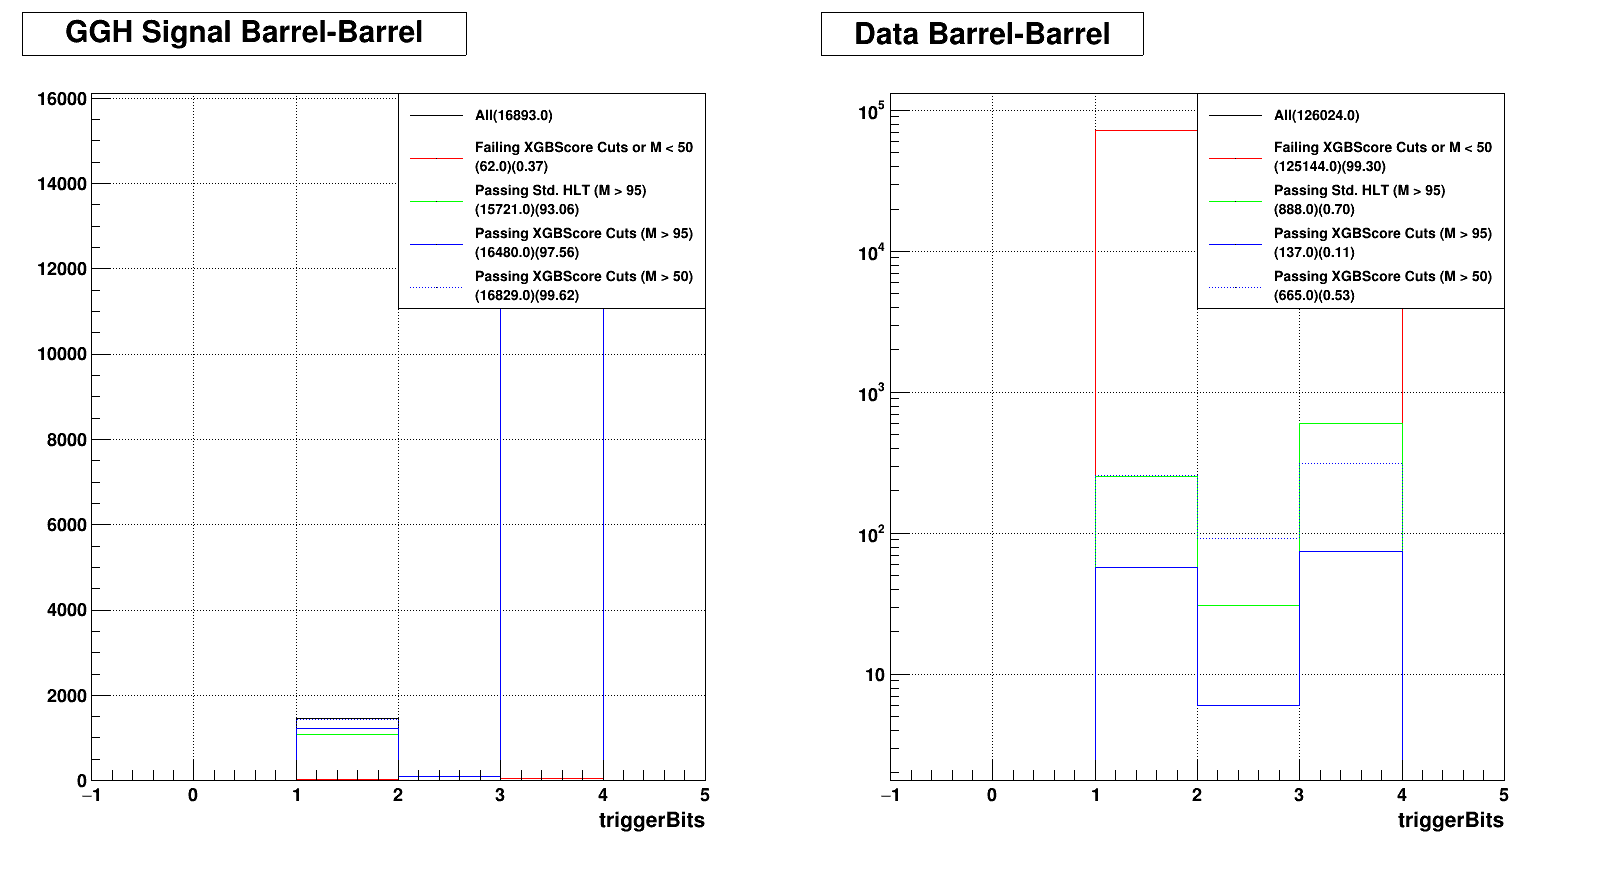 GGH Signal Barrel-Barrel
16000
14000
12000
10000
8000
6000
4000
2000
0
All(16893.0)
Failing XGBScore Cuts or M < 50
(62.0)(0.37)
Passing Std. HLT (M > 95)
(15721.0)(93.06)
Passing XGBScore Cuts (M > 95)
(16480.0)(97.56)
Passing XGBScore Cuts (M > 50)
(16829.0)(99.62)
−1 0 1 2 3 4 5
triggerBits
Data Barrel-Barrel
10^5
10^4
10^3
10^2
10
All(126024.0)
Failing XGBScore Cuts or M < 50
(125144.0)(99.30)
Passing Std. HLT (M > 95)
(888.0)(0.70)
Passing XGBScore Cuts (M > 95)
(137.0)(0.11)
Passing XGBScore Cuts (M > 50)
(665.0)(0.53)
−1 0 1 2 3 4 5
triggerBits